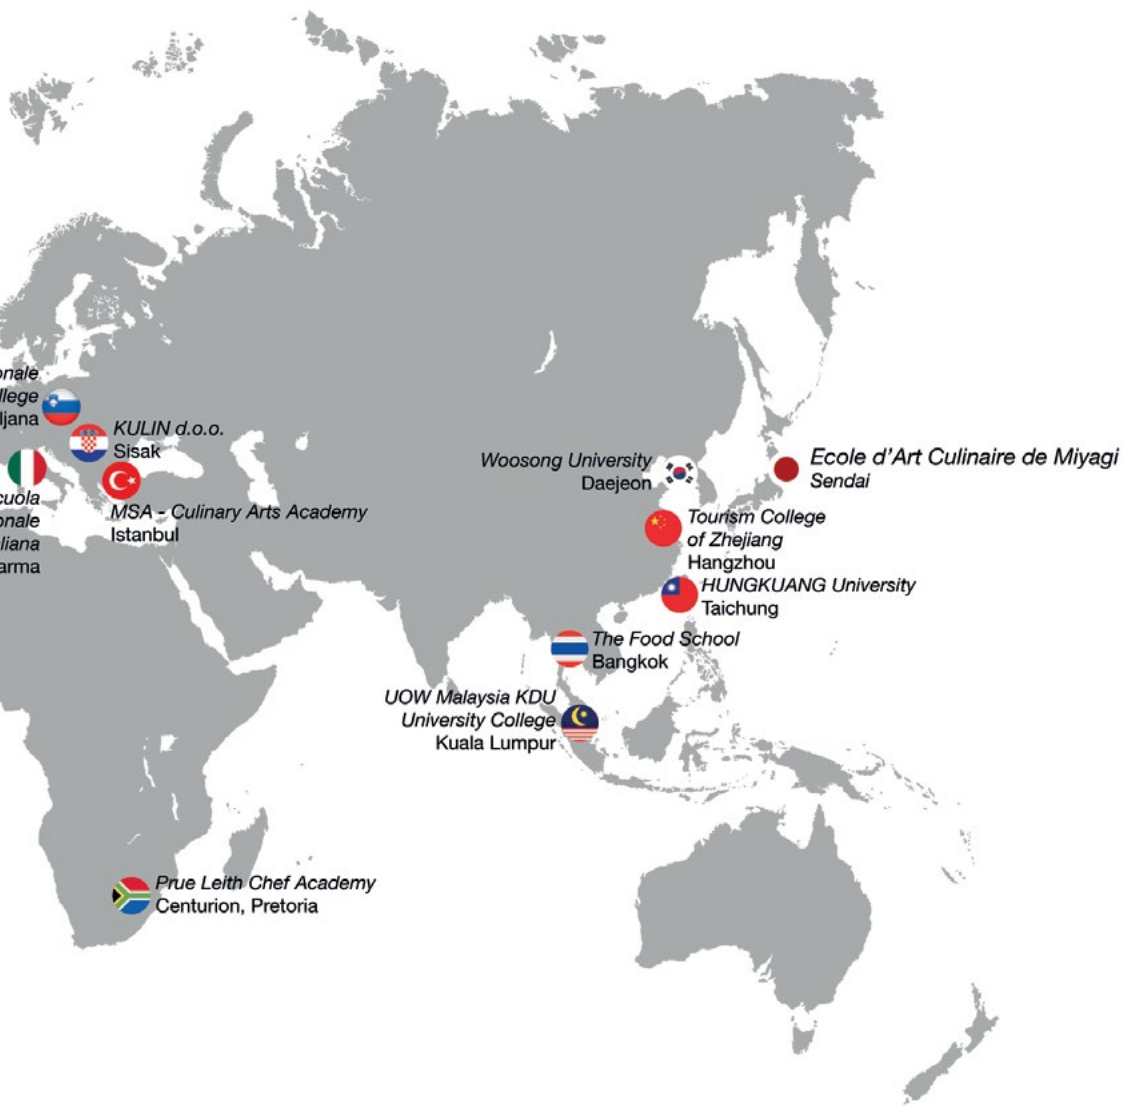 onale
llege
ljana
KULIN d.o.o.
Sisak
cuola
onale
liana
arma
MSA - Culinary Arts Academy
Istanbul
Woosong University
Daejeon
Ecole d’Art Culinaire de Miyagi
Sendai
Tourism College
of Zhejiang
Hangzhou
HUNGKUANG University
Taichung
The Food School
Bangkok
UOW Malaysia KDU
University College
Kuala Lumpur
Prue Leith Chef Academy
Centurion, Pretoria